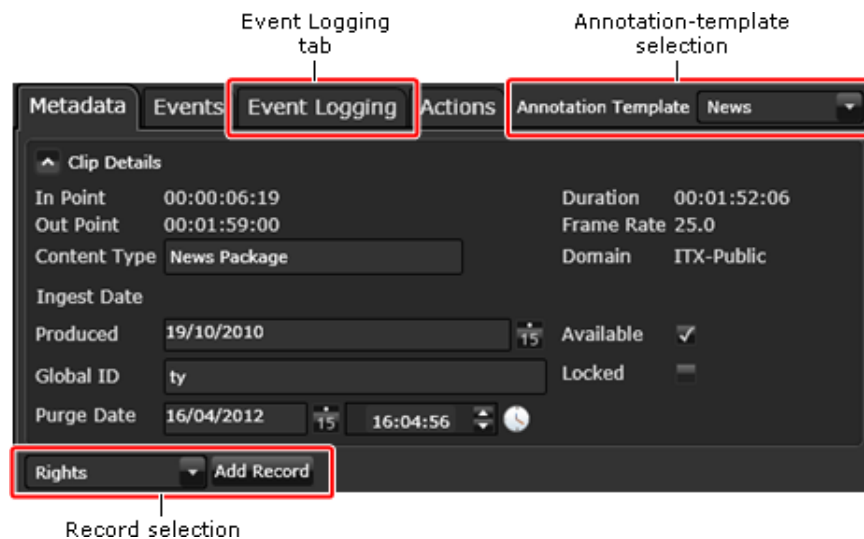 Event Logging
tab
Annotation-template
selection
Metadata Events Event Logging Actions Annotation Template News
Clip Details
In Point 00:00:06:19 Duration 00:01:52:06
Out Point 00:01:59:00 Frame Rate 25.0
Content Type News Package Domain ITX-Public
Ingest Date
Produced 19/10/2010 15 Available
Global ID ty Locked
Purge Date 16/04/2012 15 16:04:56
Rights Add Record
Record selection